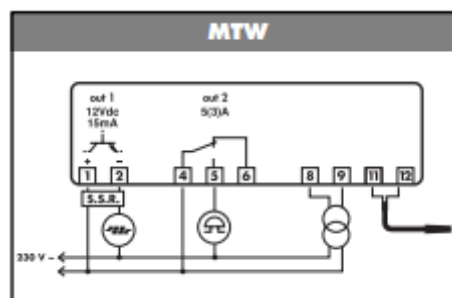 MTW
out 1
12Vdc
15mA
out 2
5(3)A
+ -
1 2 4 5 6 8 9 11 12
S.S.R.
230 V ~